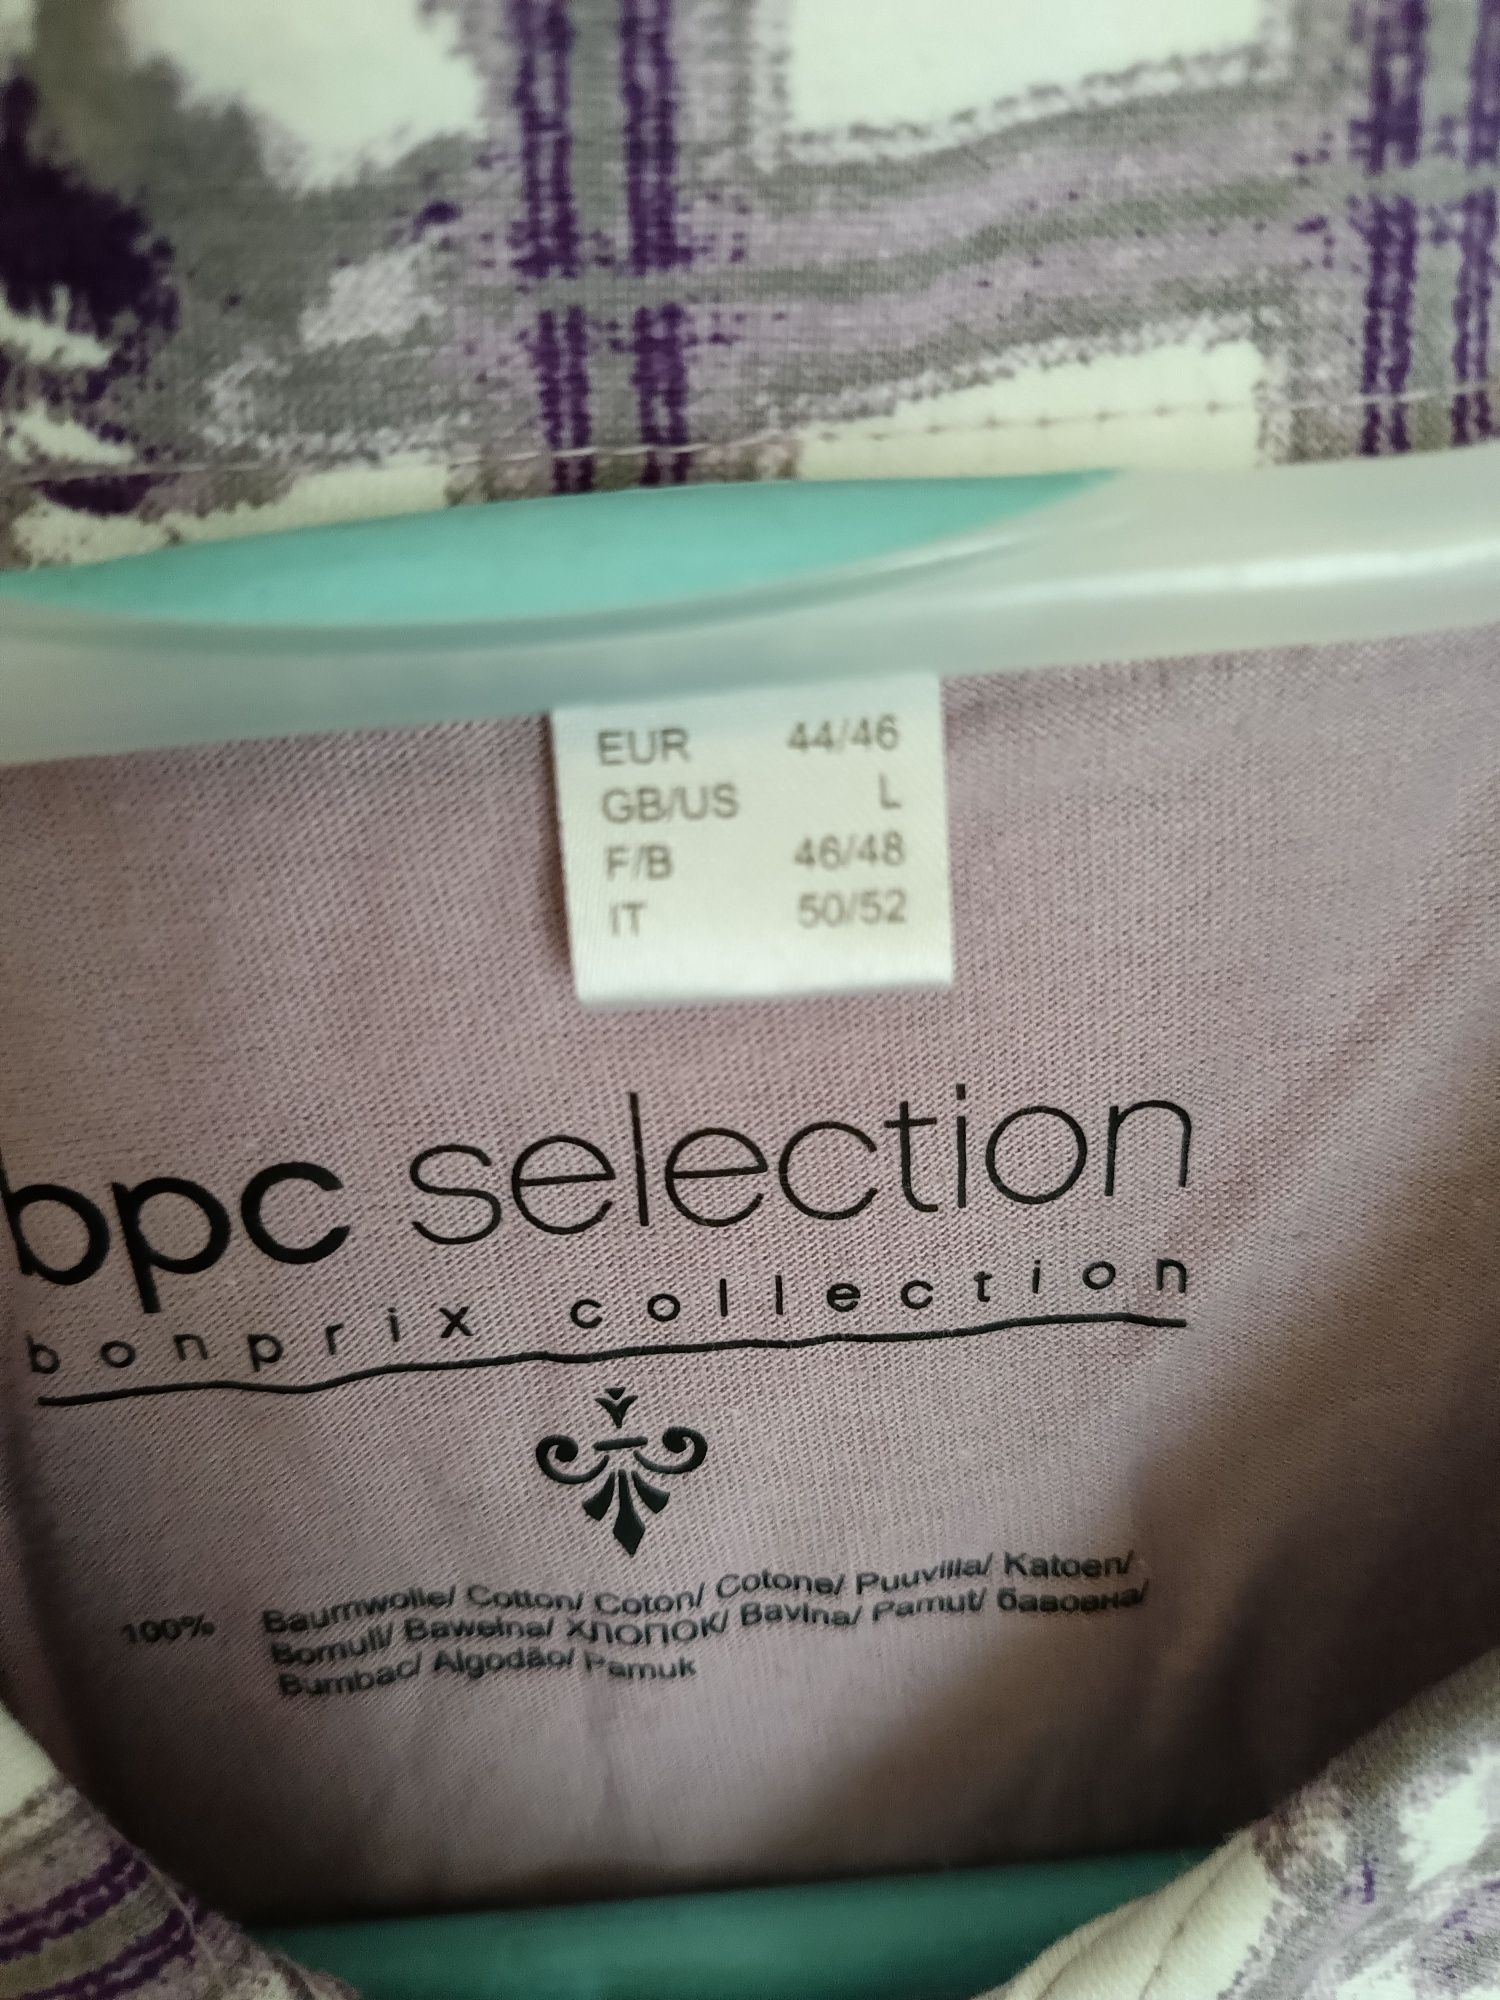 EUR 44/46
GB/US L
F/B 46/48
IT 50/52
bpc selection
bonprix collection
100% Baumwolle/ Cotton/ Coton/ Cotone/ Puuvilla/ Katoen/
Bomull/ Bawełna/ хлопок/ Bavlna/ Pamut/ бавовна/
Bumbac/ Algodão/ Pamuk